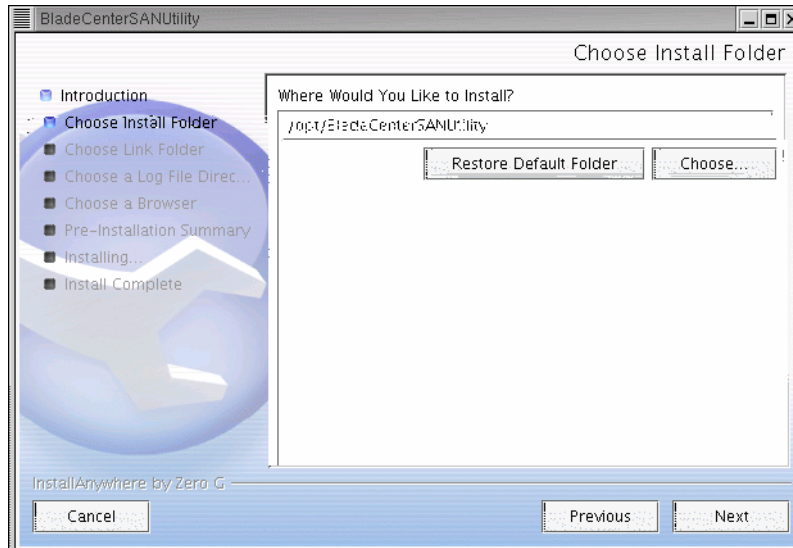 BladeCenterSANUtility
Choose Install Folder
Introduction
Choose Install Folder
Choose Link Folder
Choose a Log File Direc...
Choose a Browser
Pre-Installation Summary
Installing...
Install Complete
Where Would You Like to Install?
/opt/BladeCenterSANUtility
Restore Default Folder
Choose...
InstallAnywhere by Zero G
Cancel
Previous
Next